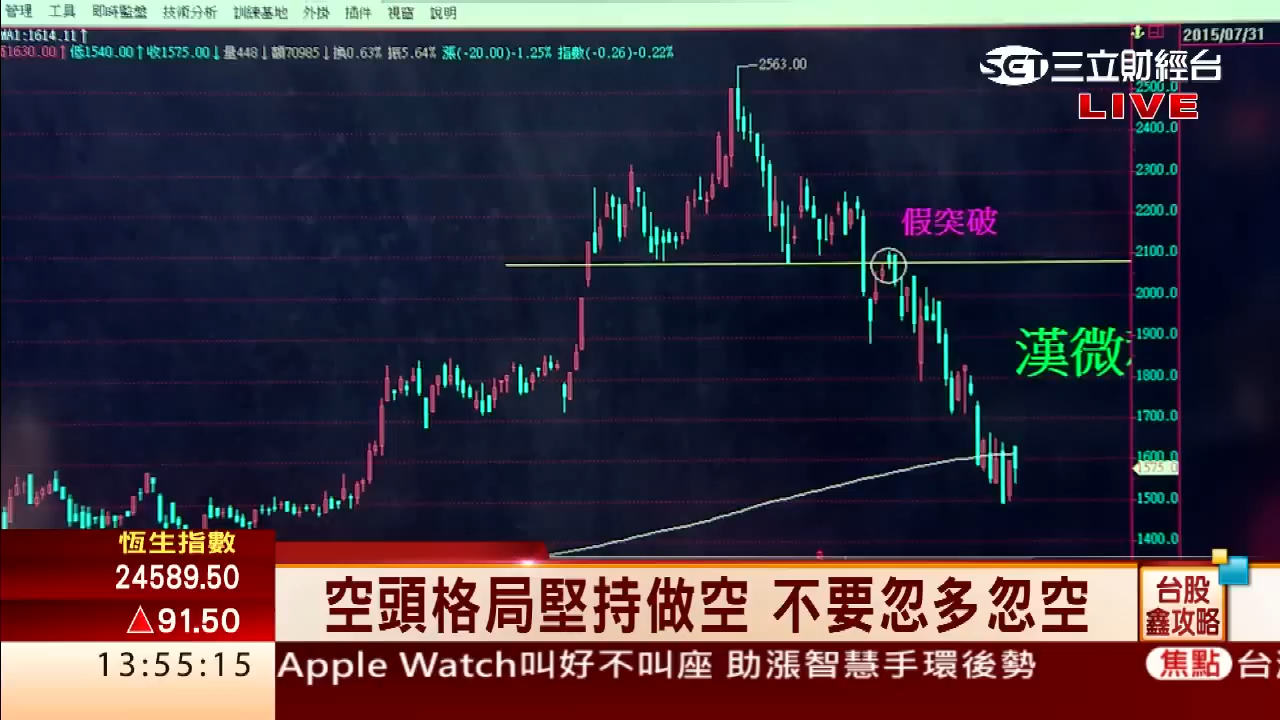 管理 工具 即時監盤 技術分析 訓練基地 外掛 插件 視窗 說明
MA1:1614.11↑
1630.00↑低1540.00↑收1575.00↓量448↓額70985↓換0.63% 振5.64% 漲(-20.00)-1.25% 指數(-0.26)-0.22%
2015/07/31
SET三立財經台
LIVE
2563.00
2500.0
2400.0
2300.0
2200.0
2100.0
2000.0
1900.0
1800.0
1700.0
1600.0
1575.0
1500.0
1400.0
假突破
漢微
恆生指數
24589.50
△91.50
13:55:15
空頭格局堅持做空 不要忽多忽空
台股
鑫攻略
Apple Watch叫好不叫座 助漲智慧手環後勢
焦點